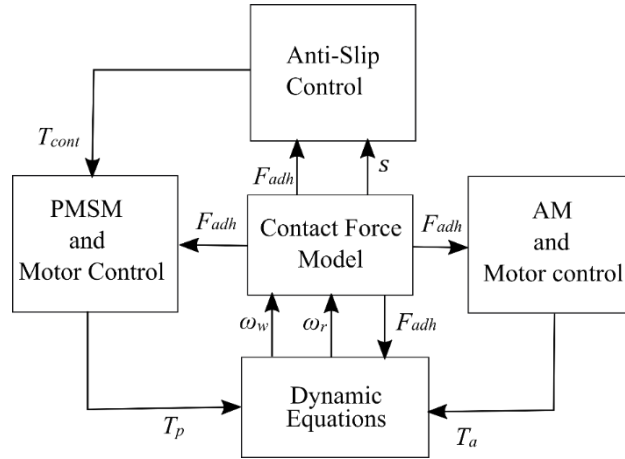 Anti-Slip
Control
T_cont
F_adh
s
PMSM
and
Motor Control
F_adh
Contact Force
Model
F_adh
AM
and
Motor control
ω_w
ω_r
F_adh
Dynamic
Equations
T_p
T_a